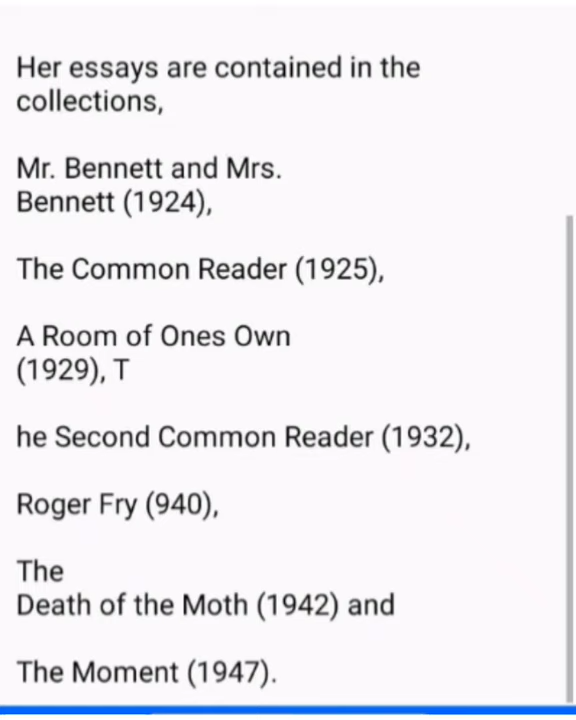 Her essays are contained in the
collections,
Mr. Bennett and Mrs.
Bennett (1924),
The Common Reader (1925),
A Room of Ones Own
(1929), T
he Second Common Reader (1932),
Roger Fry (940),
The
Death of the Moth (1942) and
The Moment (1947).